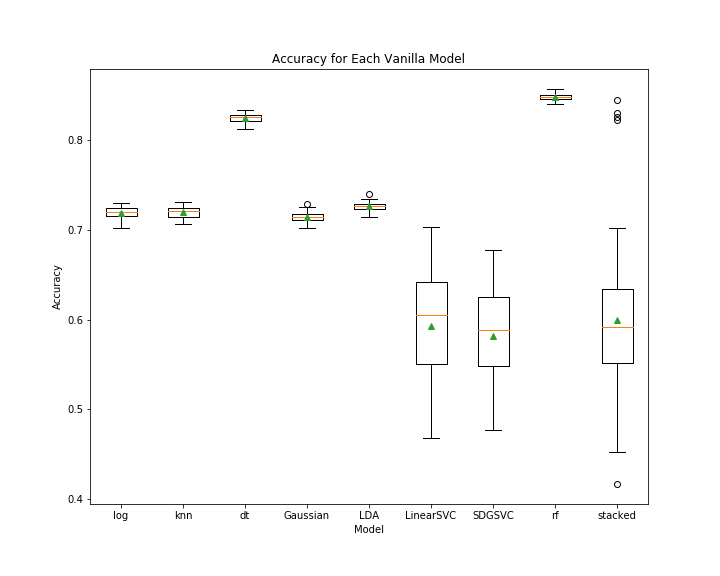 Accuracy for Each Vanilla Model
Accuracy
0.8
0.7
0.6
0.5
0.4
log knn dt Gaussian LDA LinearSVC SDGSVC rf stacked
Model